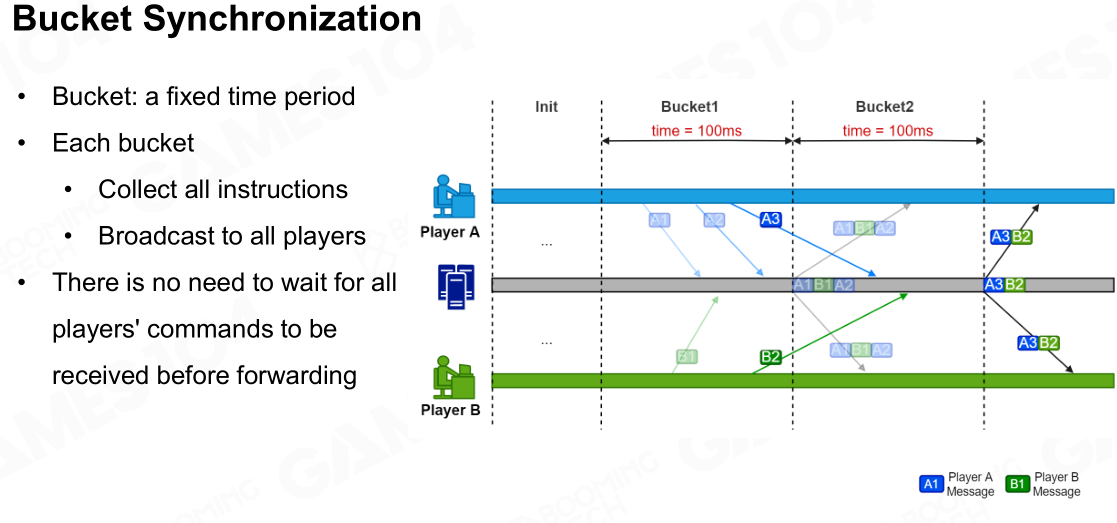 Bucket Synchronization
• Bucket: a fixed time period
• Each bucket
• Collect all instructions
• Broadcast to all players
• There is no need to wait for all
players' commands to be
received before forwarding
Init
Bucket1
Bucket2
time = 100ms
time = 100ms
Player A
A1
A2
A3
A1 B1 A2
A3 B2
...
A1 B1 A2
A3 B2
...
B1
B2
A1 B1 A2
A3 B2
Player B
A1
Player A
Message
B1
Player B
Message
GAMES104
BOOMING
TECH